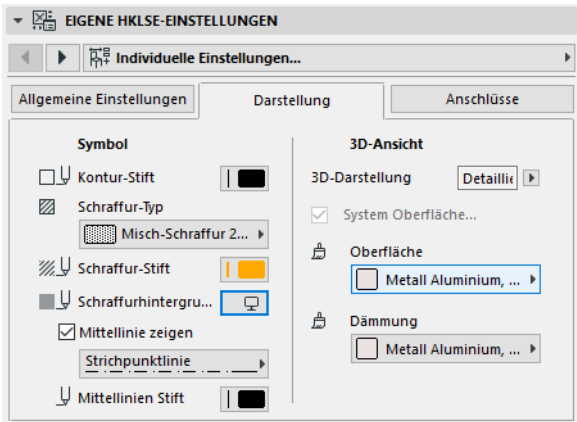 EIGENE HKLSE-EINSTELLUNGEN
Individuelle Einstellungen...
Allgemeine Einstellungen
Darstellung
Anschlüsse
Symbol
Kontur-Stift
Schraffur-Typ
Misch-Schraffur 2...
Schraffur-Stift
Schraffurhintergru...
Mittellinie zeigen
Strichpunktlinie
Mittellinien Stift
3D-Ansicht
3D-Darstellung Detaillie
System Oberfläche...
Oberfläche
Metall Aluminium, ...
Dämmung
Metall Aluminium, ...